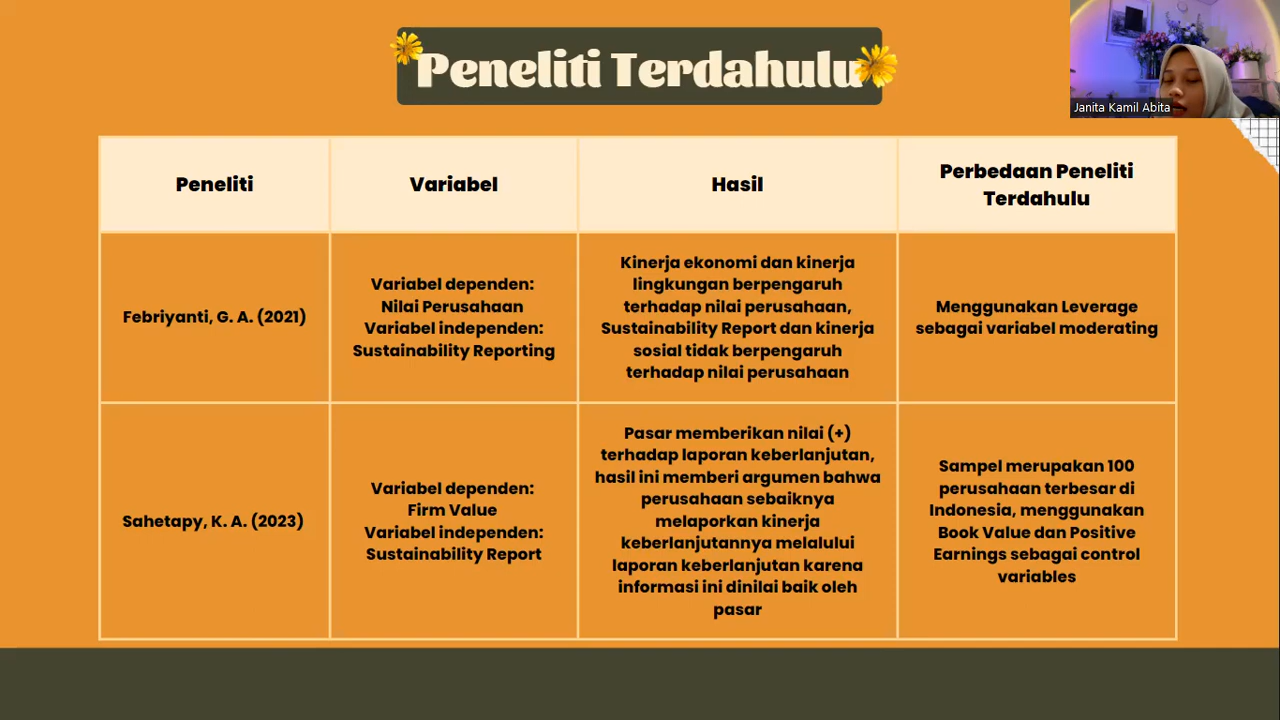 Peneliti Terdahulu
Janita Kamil Abita
Peneliti
Variabel
Hasil
Perbedaan Peneliti
Terdahulu
Febriyanti, G. A. (2021)
Variabel dependen:
Nilai Perusahaan
Variabel independen:
Sustainability Reporting
Kinerja ekonomi dan kinerja
lingkungan berpengaruh
terhadap nilai perusahaan,
Sustainability Report dan kinerja
sosial tidak berpengaruh
terhadap nilai perusahaan
Menggunakan Leverage
sebagai variabel moderating
Sahetapy, K. A. (2023)
Variabel dependen:
Firm Value
Variabel independen:
Sustainability Report
Pasar memberikan nilai (+)
terhadap laporan keberlanjutan,
hasil ini memberi argumen bahwa
perusahaan sebaiknya
melaporkan kinerja
keberlanjutannya melalului
laporan keberlanjutan karena
informasi ini dinilai baik oleh
pasar
Sampel merupakan 100
perusahaan terbesar di
Indonesia, menggunakan
Book Value dan Positive
Earnings sebagai control
variables